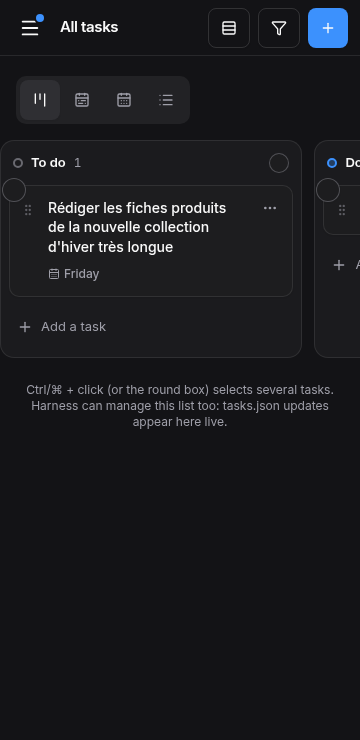 All tasks
To do 1
Do
Rédiger les fiches produits
de la nouvelle collection
d'hiver très longue
Friday
Add a task
Ctrl/⌘ + click (or the round box) selects several tasks.
Harness can manage this list too: tasks.json updates
appear here live.